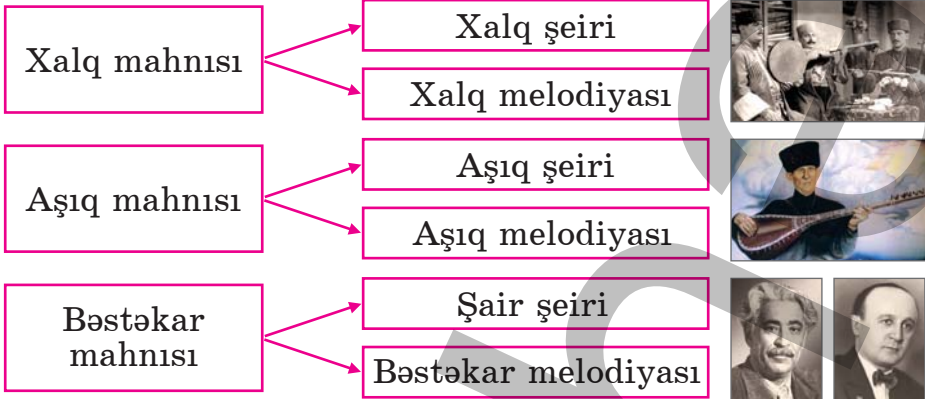 Xalq mahnısı
Xalq şeiri
Xalq melodiyası
Aşıq mahnısı
Aşıq şeiri
Aşıq melodiyası
Bəstəkar
mahnısı
Şair şeiri
Bəstəkar melodiyası